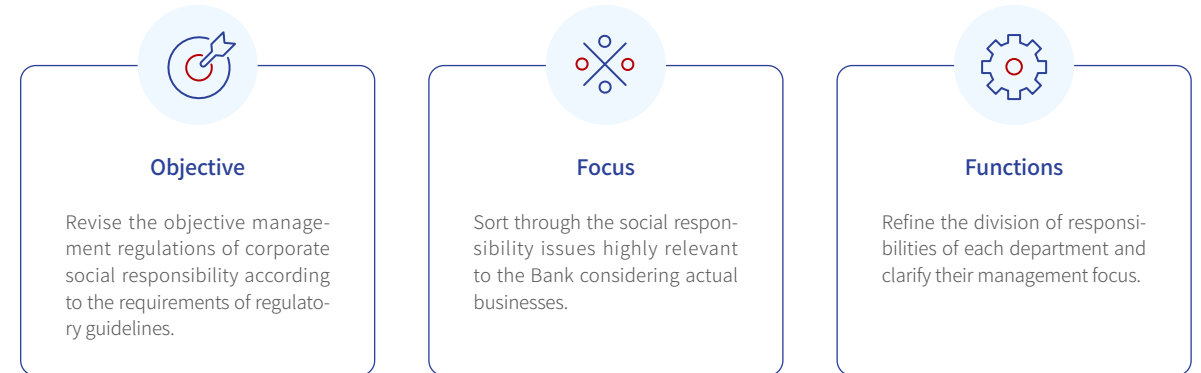 Objective
Revise the objective manage-
ment regulations of corporate
social responsibility according
to the requirements of regulato-
ry guidelines.
Focus
Sort through the social respon-
sibility issues highly relevant
to the Bank considering actual
businesses.
Functions
Refine the division of responsi-
bilities of each department and
clarify their management focus.